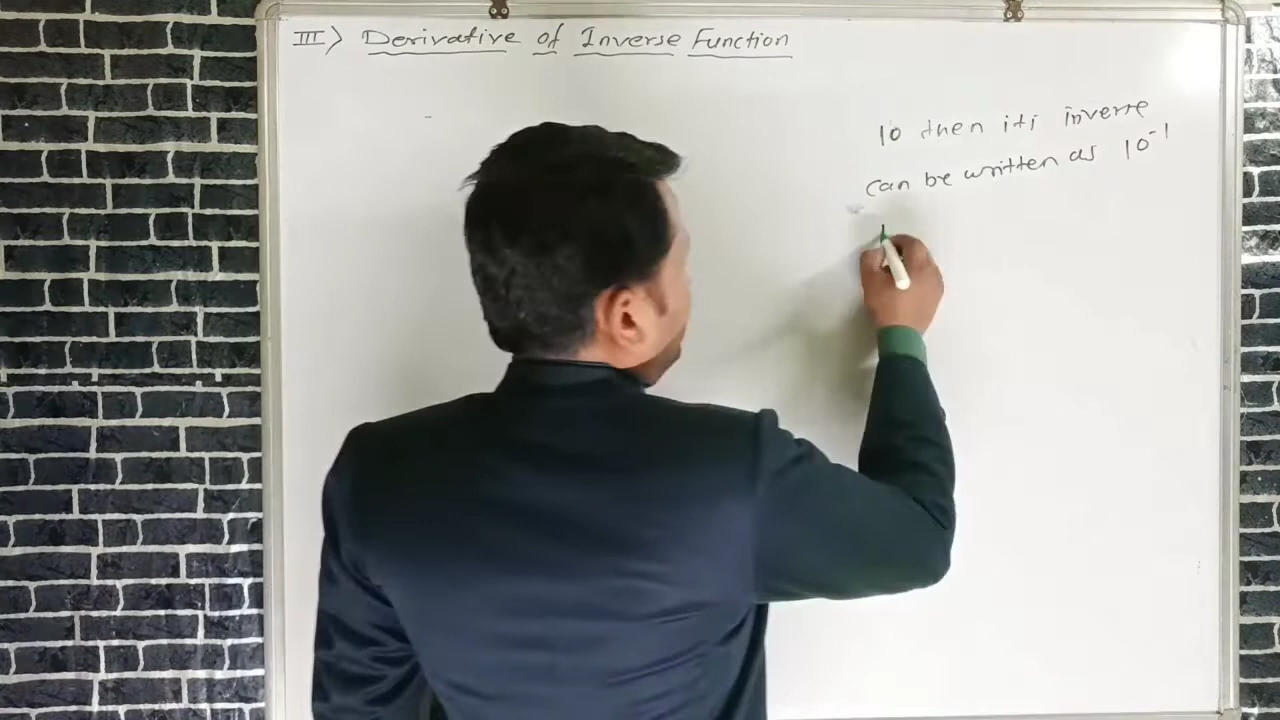 III) Derivative of Inverse Function
10 then its inverse
can be written as 10⁻¹